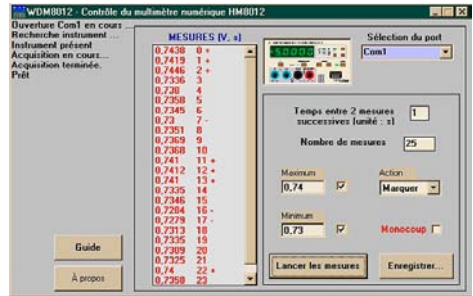 WDM8012 - Contrôle du multimètre numérique HM8012
Ouverture Com1 en cours ...
Recherche instrument ...
Instrument présent
Acquisition en cours...
Acquisition terminée.
Prêt
MESURES (V, s)
0,7438 0 +
0,7419 1 +
0,7446 2 +
0,7336 3
0,738 4
0,7358 5
0,7345 6
0,73 7 -
0,7351 8
0,7369 9
0,7368 10
0,741 11 +
0,7412 12 +
0,741 13 +
0,7335 14
0,7346 15
0,7284 16 -
0,7279 17 -
0,7313 18
0,7335 19
0,7309 20
0,7325 21
0,74 22 +
0,7350 23
Sélection du port
Com1
Temps entre 2 mesures
successives (unité : s)
1
Nombre de mesures
25
Maximum
0,74
Action
Marquer
Minimum
0,73
Monocoup
Guide
À propos
Lancer les mesures
Enregistrer...